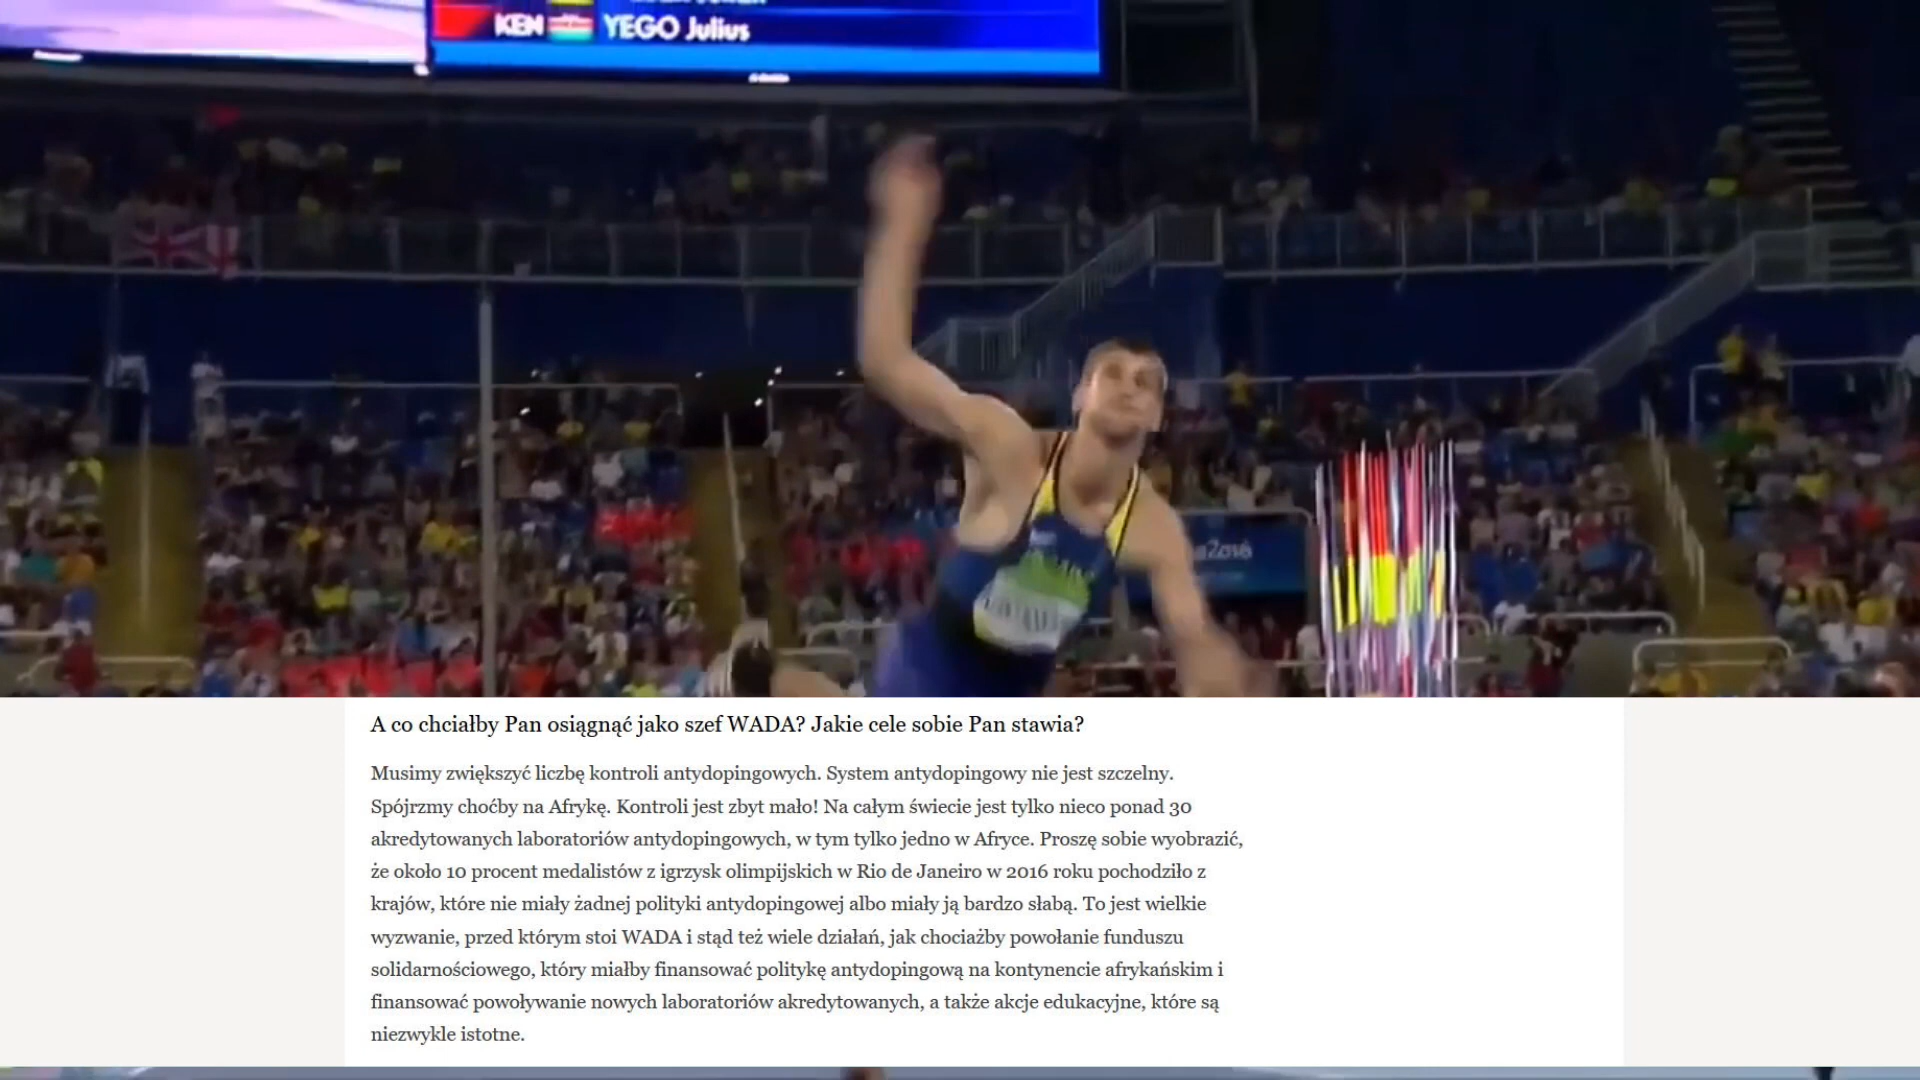 KEN YEGO Julius
A co chciałby Pan osiągnąć jako szef WADA? Jakie cele sobie Pan stawia?
Musimy zwiększyć liczbę kontroli antydopingowych. System antydopingowy nie jest szczelny.
Spójrzmy choćby na Afrykę. Kontroli jest zbyt mało! Na całym świecie jest tylko nieco ponad 30
akredytowanych laboratoriów antydopingowych, w tym tylko jedno w Afryce. Proszę sobie wyobrazić,
że około 10 procent medalistów z igrzysk olimpijskich w Rio de Janeiro w 2016 roku pochodziło z
krajów, które nie miały żadnej polityki antydopingowej albo miały ją bardzo słabą. To jest wielkie
wyzwanie, przed którym stoi WADA i stąd też wiele działań, jak chociażby powołanie funduszu
solidarnościowego, który miałby finansować politykę antydopingową na kontynencie afrykańskim i
finansować powoływanie nowych laboratoriów akredytowanych, a także akcje edukacyjne, które są
niezwykle istotne.